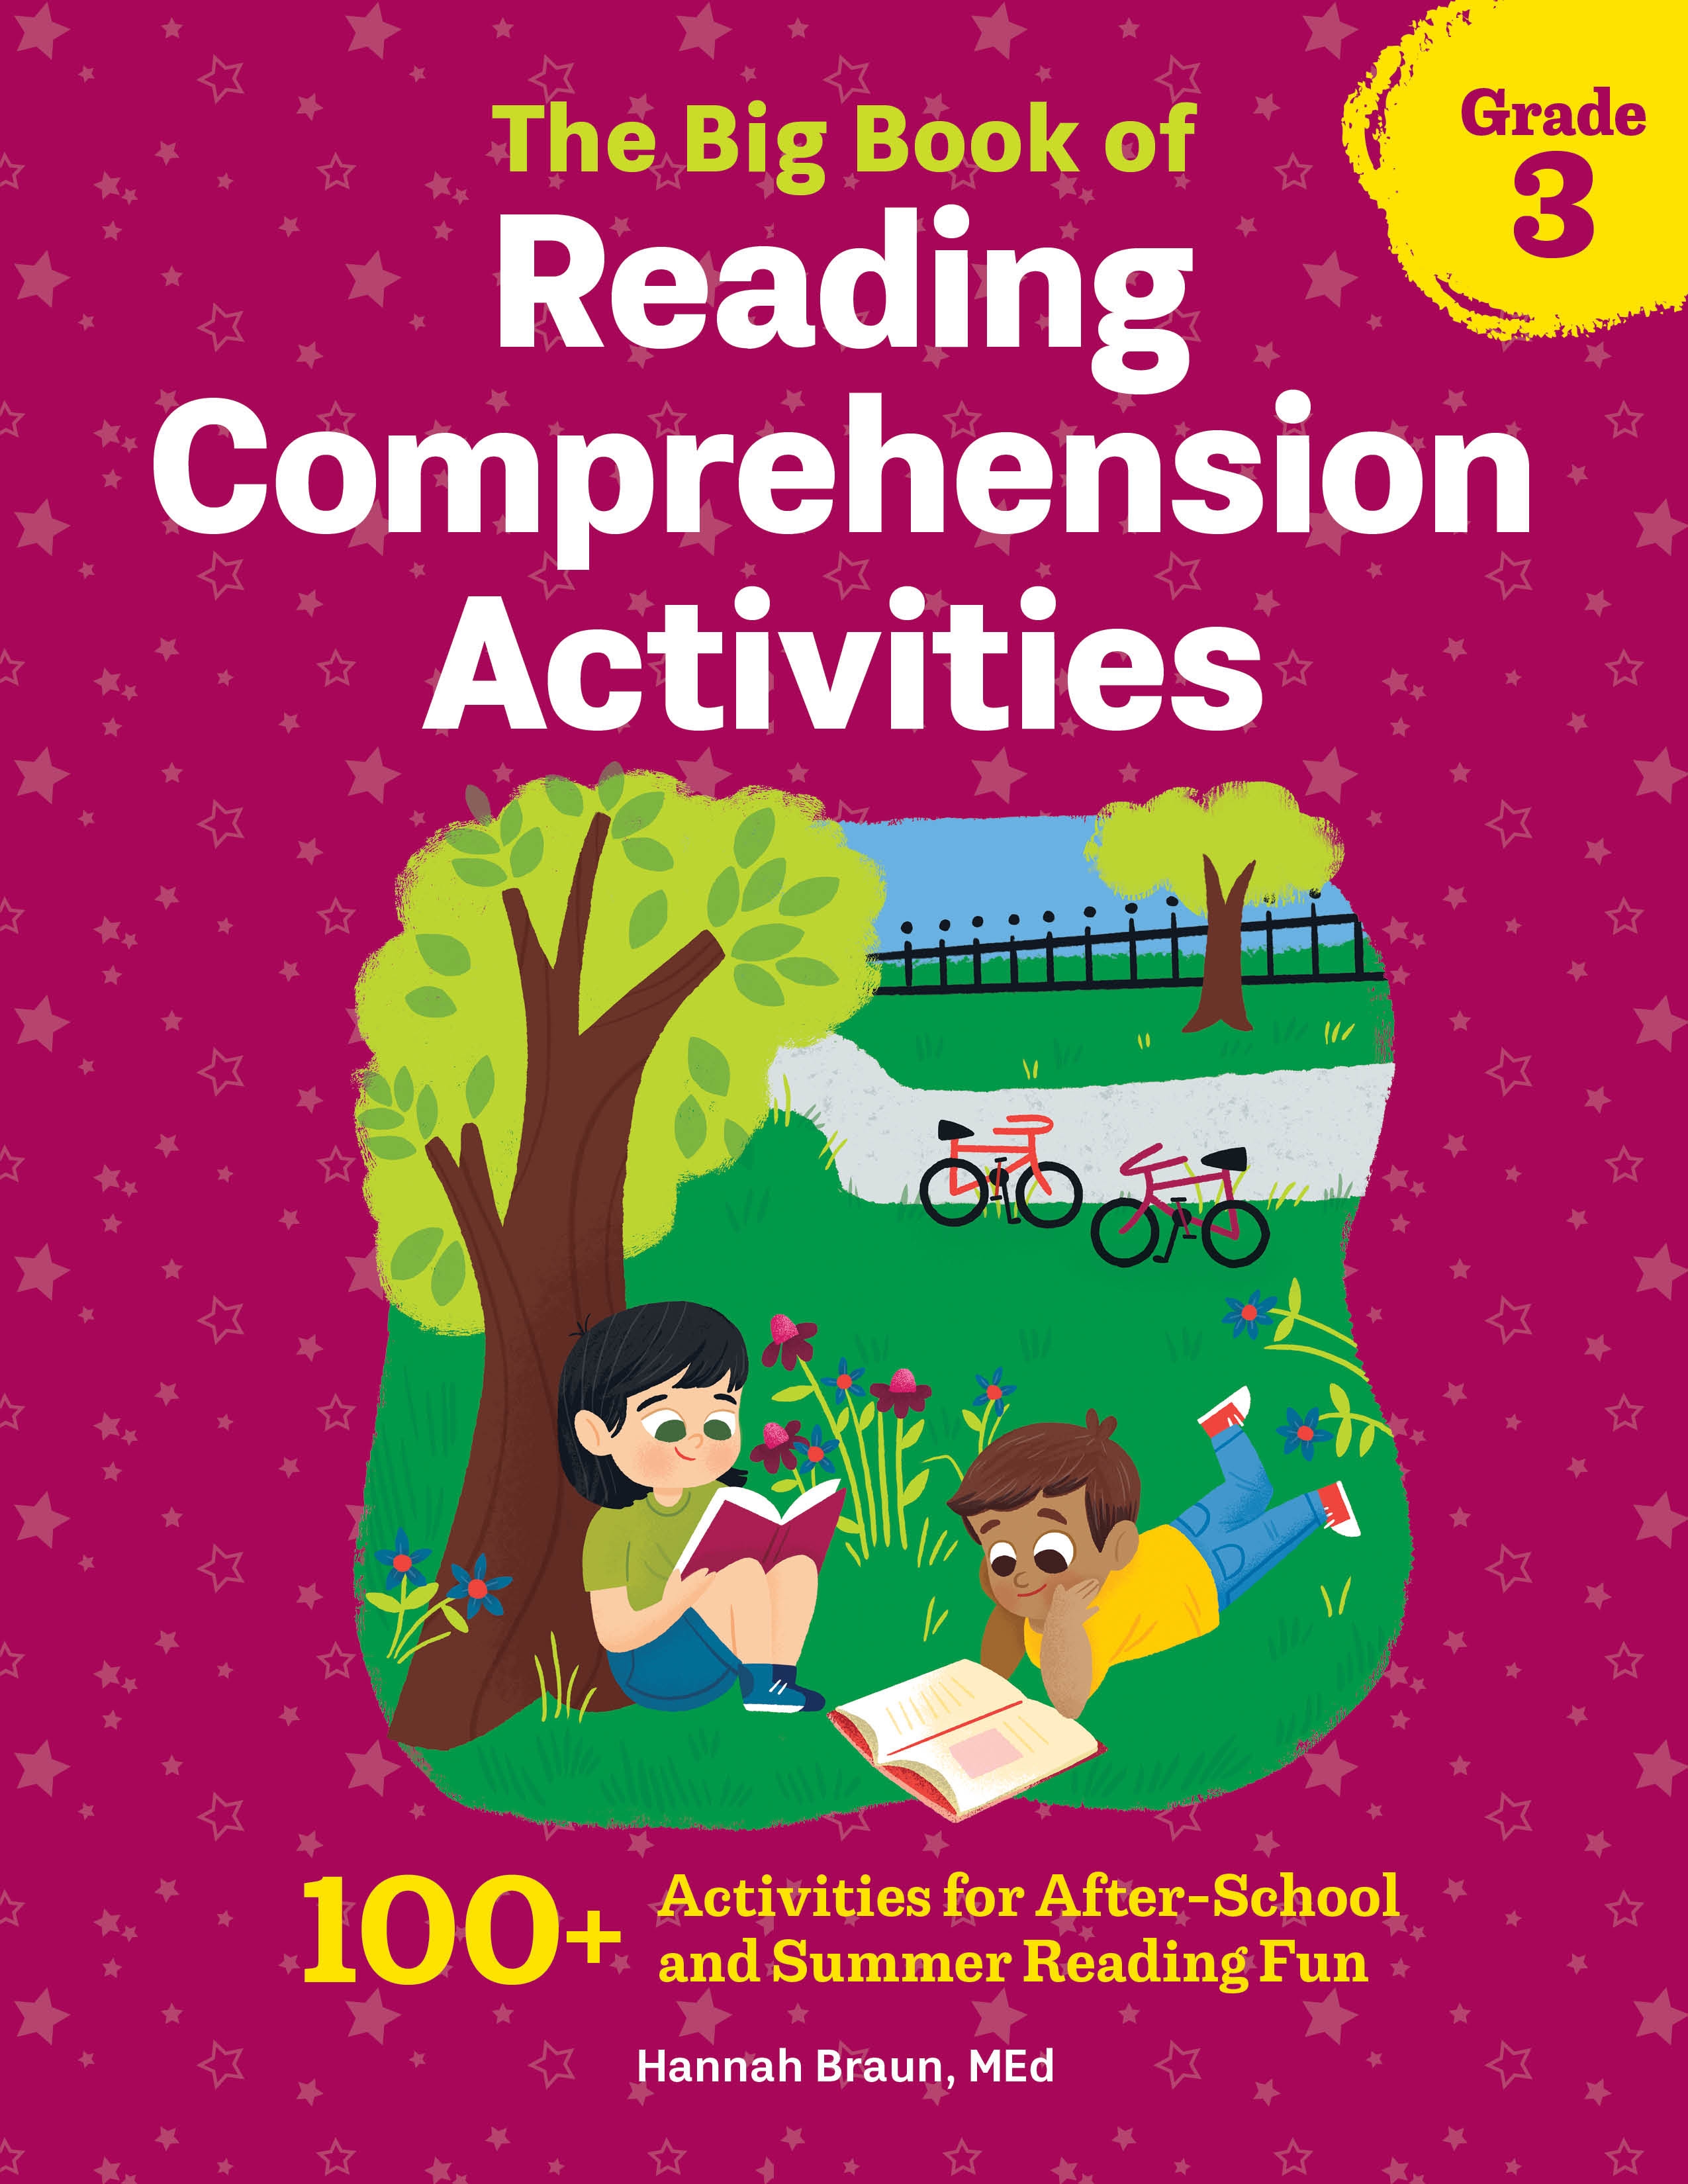 Grade
3
The Big Book of
Reading
Comprehension
Activities
100+ Activities for After-School
and Summer Reading Fun
Hannah Braun, MEd